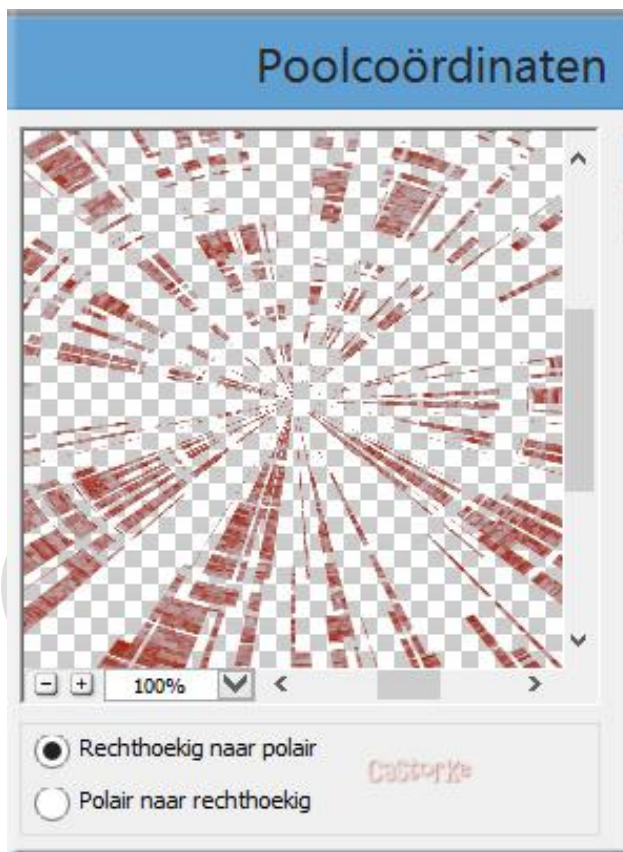 Poolcoördinaten
100%
Rechthoekig naar polair
CaStorke
Polair naar rechthoekig